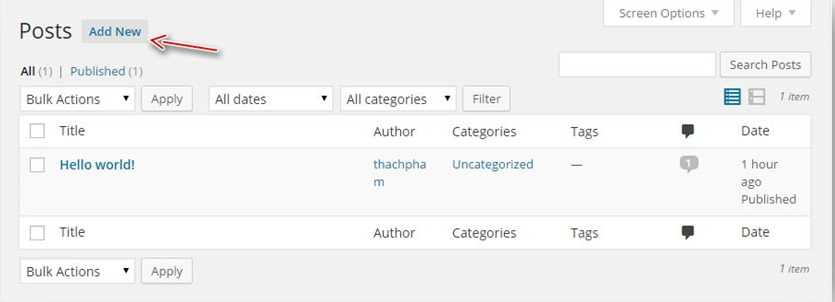 Screen Options ▼ Help ▼
Posts Add New
All (1) | Published (1)
Search Posts
Bulk Actions Apply All dates All categories Filter 1 item
Title Author Categories Tags Date
Hello world! thachpha Uncategorized — 1 1 hour
m ago
Published
Title Author Categories Tags Date
Bulk Actions Apply 1 item